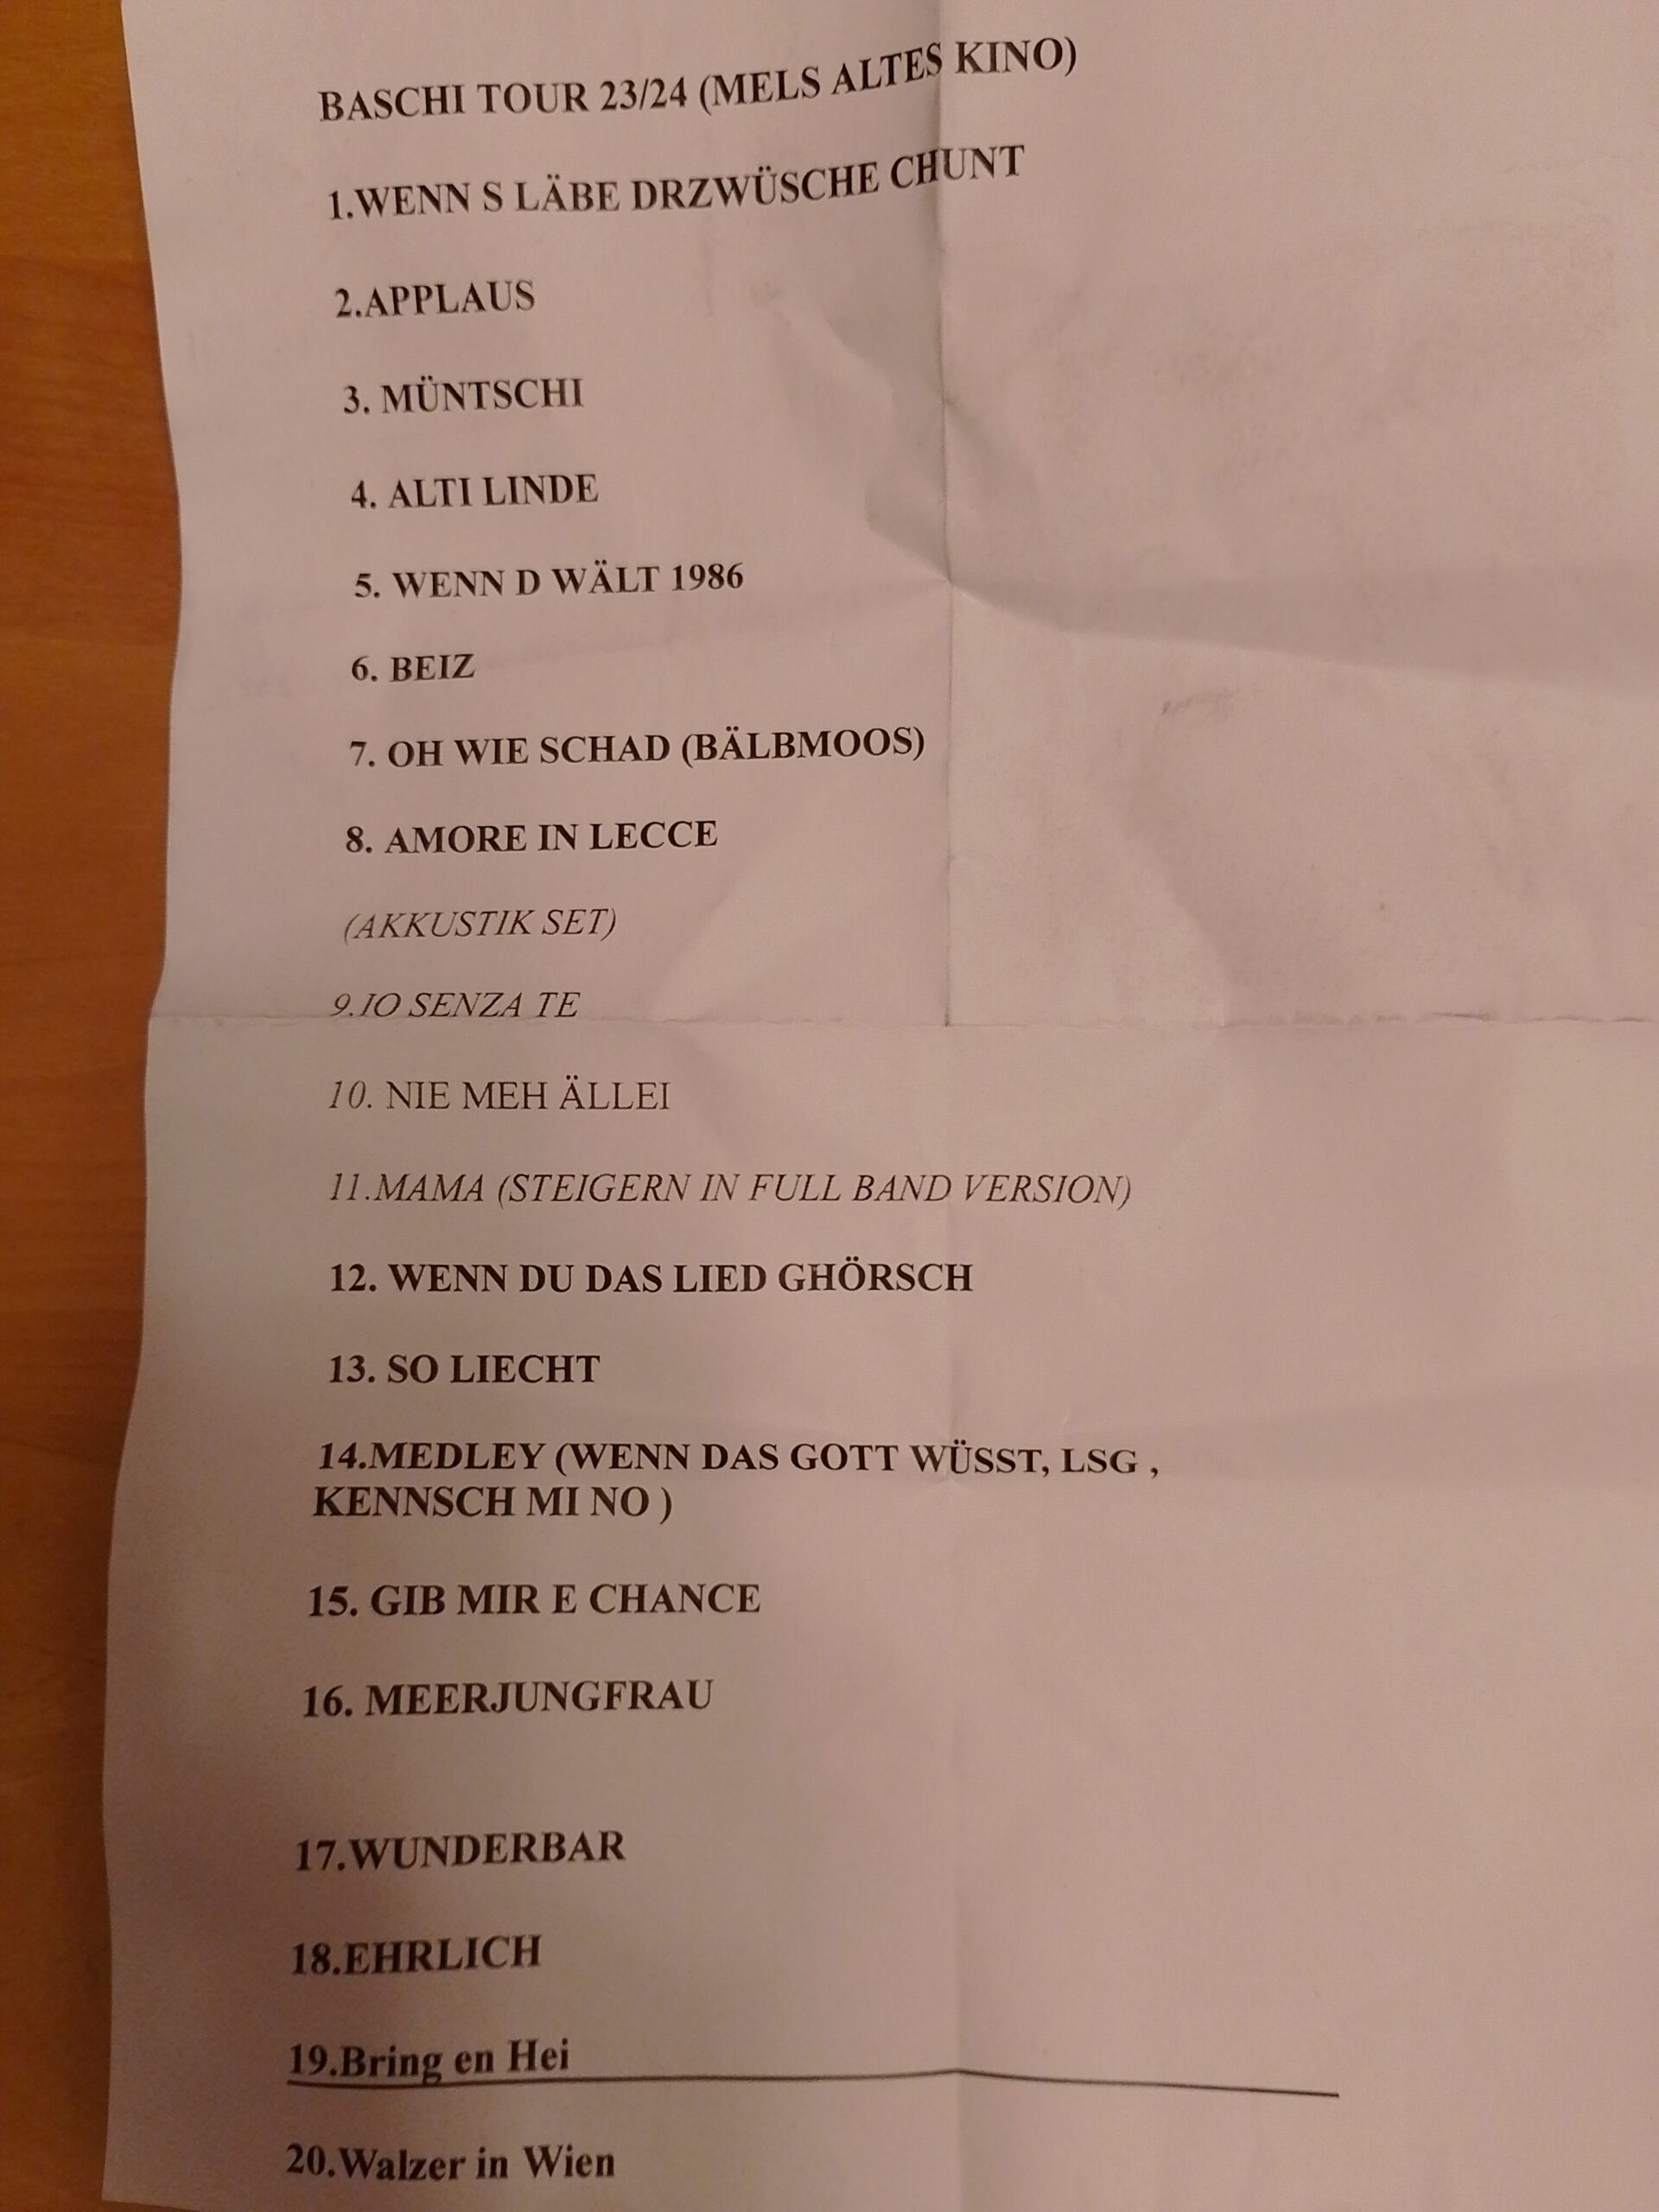 BASCHI TOUR 23/24 (MELS ALTES KINO)
1.WENN S LÄBE DRZWÜSCHE CHUNT
2.APPLAUS
3. MÜNTSCHI
4. ALTI LINDE
5. WENN D WÄLT 1986
6. BEIZ
7. OH WIE SCHAD (BÄLBMOOS)
8. AMORE IN LECCE
(AKKUSTIK SET)
9.IO SENZA TE
10. NIE MEH ÄLLEI
11.MAMA (STEIGERN IN FULL BAND VERSION)
12. WENN DU DAS LIED GHÖRSCH
13. SO LIECHT
14.MEDLEY (WENN DAS GOTT WÜSST, LSG ,
KENNSCH MI NO )
15. GIB MIR E CHANCE
16. MEERJUNGFRAU
17.WUNDERBAR
18.EHRLICH
19.Bring en Hei
20.Walzer in Wien